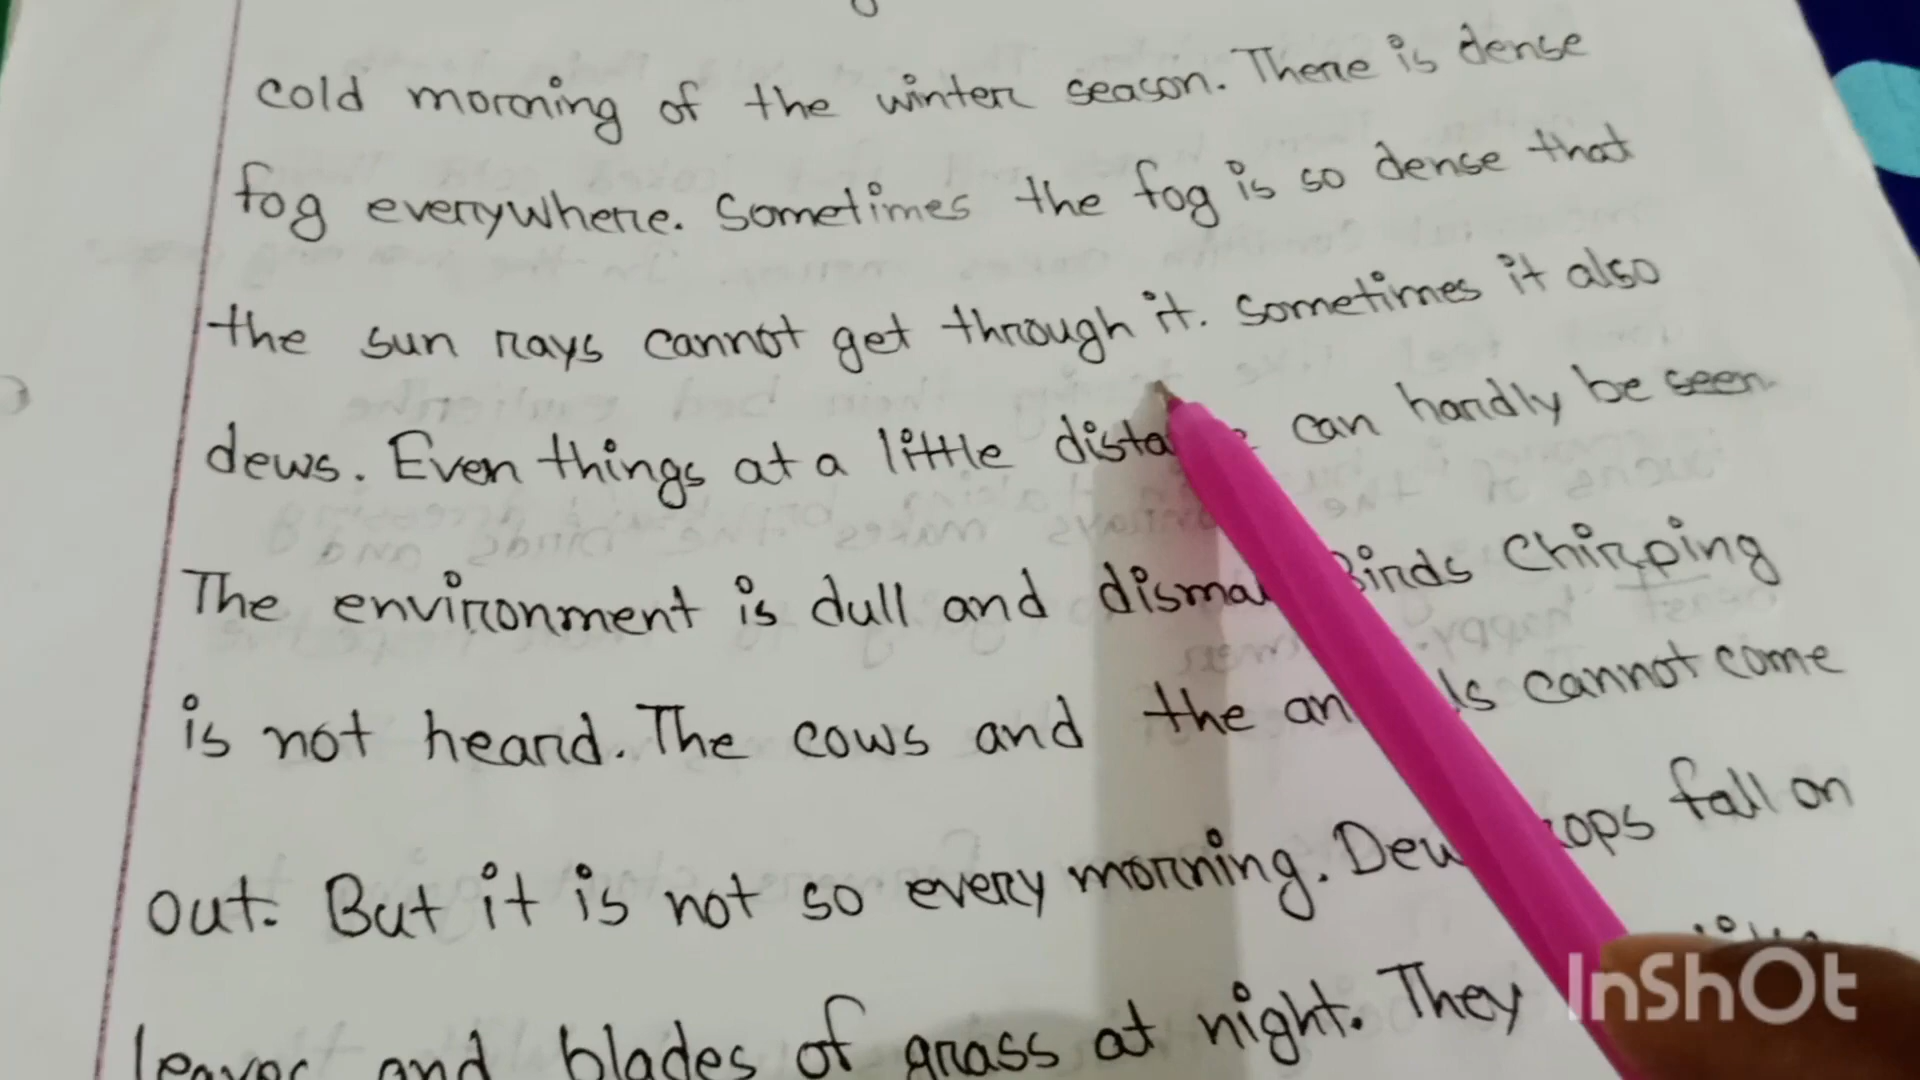 cold morning of the winter season. There is dense
fog everywhere. Sometimes the fog is so dense that
the sun rays cannot get through it. Sometimes it also
dews. Even things at a little can hardly be seen
The environment is dull and dismal Birds Chirping
is not heard. The cows and the cannot come
out. But it is not so every morning. Dew fall on
leaves and blades of grass at night. They
InShOt